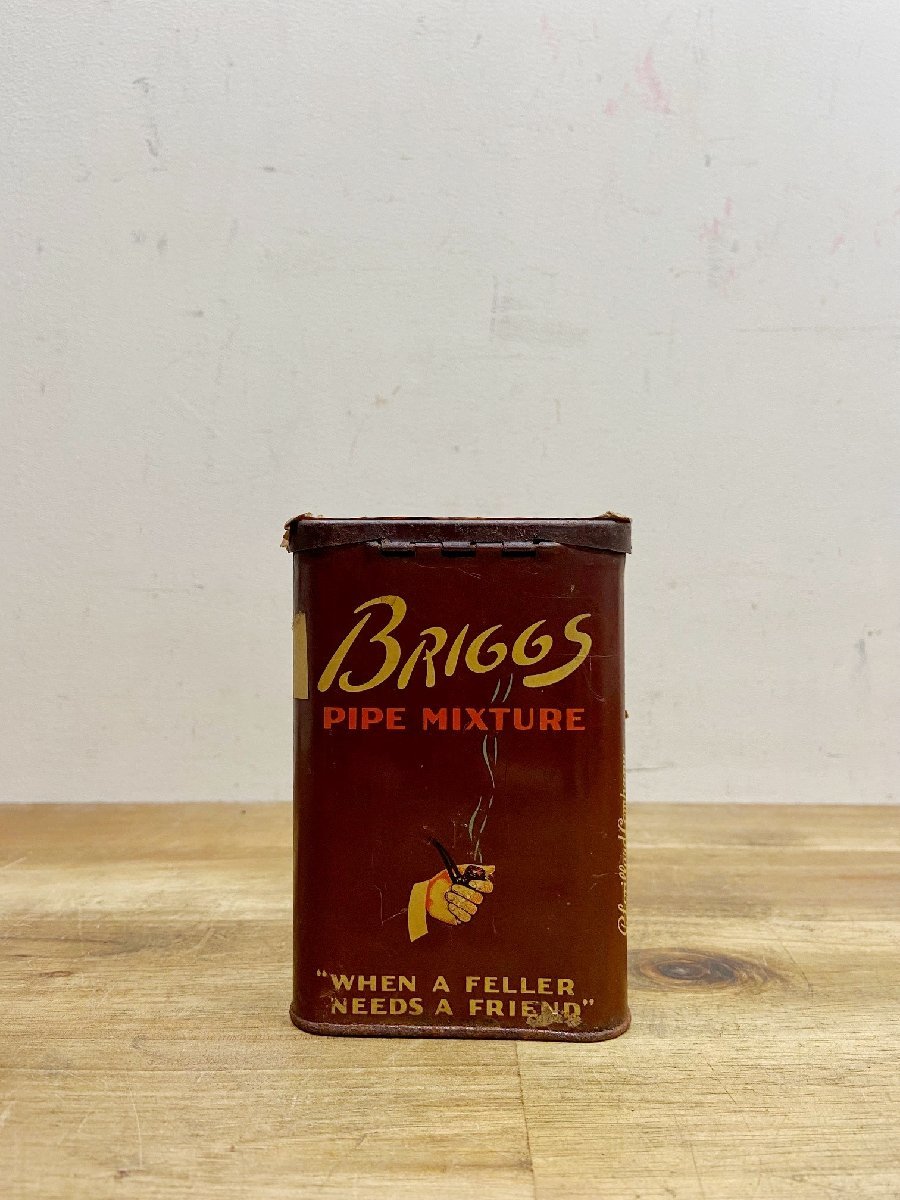 BRIGGS
PIPE MIXTURE
"WHEN A FELLER
NEEDS A FRIEND"